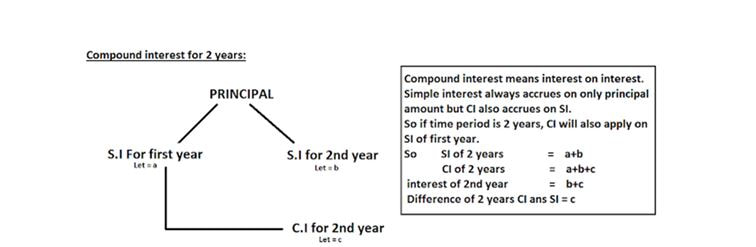 Compound interest for 2 years:
PRINCIPAL
S.I For first year
Let = a
S.I for 2nd year
Let = b
C.I for 2nd year
Let = c
Compound interest means interest on interest.
Simple interest always accrues on only principal
amount but CI also accrues on SI.
So if time period is 2 years, CI will also apply on
SI of first year.
So SI of 2 years = a+b
CI of 2 years = a+b+c
interest of 2nd year = b+c
Difference of 2 years CI ans SI = c